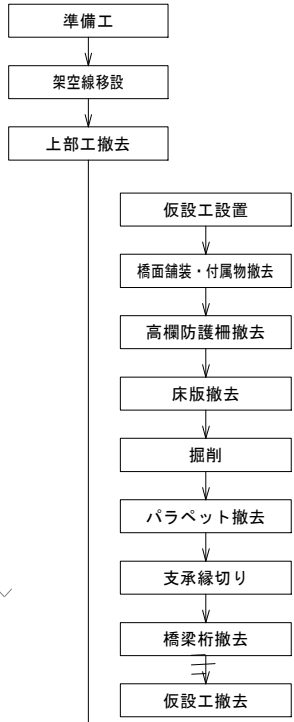 準備工
架空線移設
上部工撤去
仮設工設置
橋面舗装・付属物撤去
高欄防護柵撤去
床版撤去
掘削
パラペット撤去
支承縁切り
橋梁桁撤去
仮設工撤去